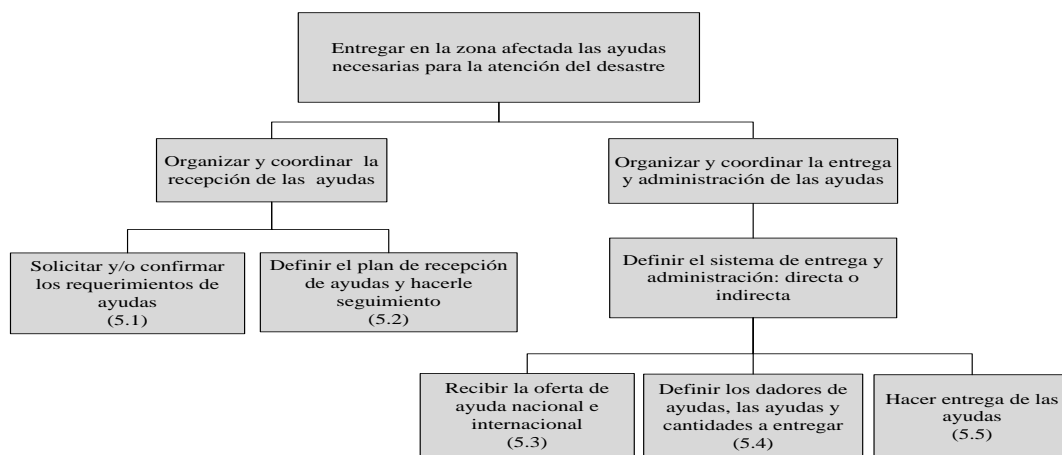 Entregar en la zona afectada las ayudas
necesarias para la atención del desastre
Organizar y coordinar la
recepción de las ayudas
Organizar y coordinar la entrega
y administración de las ayudas
Solicitar y/o confirmar
los requerimientos de
ayudas
(5.1)
Definir el plan de recepción
de ayudas y hacerle
seguimiento
(5.2)
Definir el sistema de entrega y
administración: directa o
indirecta
Recibir la oferta de
ayuda nacional e
internacional
(5.3)
Definir los dadores de
ayudas, las ayudas y
cantidades a entregar
(5.4)
Hacer entrega de las
ayudas
(5.5)